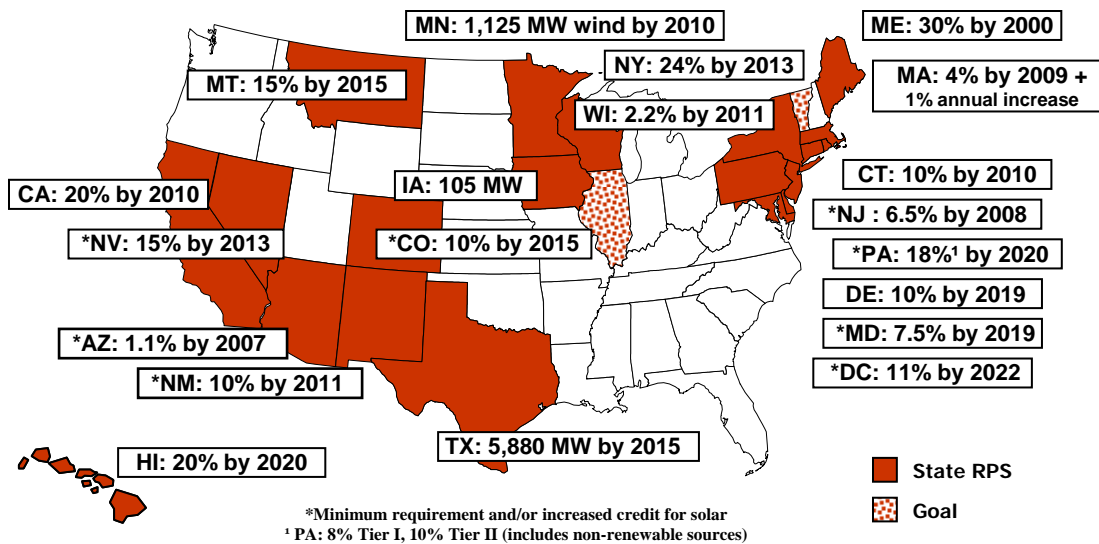 MN: 1,125 MW wind by 2010
ME: 30% by 2000
NY: 24% by 2013
MT: 15% by 2015
MA: 4% by 2009 +
1% annual increase
WI: 2.2% by 2011
CA: 20% by 2010
IA: 105 MW
CT: 10% by 2010
*NJ : 6.5% by 2008
*NV: 15% by 2013
*CO: 10% by 2015
*PA: 18%¹ by 2020
DE: 10% by 2019
*AZ: 1.1% by 2007
*MD: 7.5% by 2019
*NM: 10% by 2011
*DC: 11% by 2022
TX: 5,880 MW by 2015
HI: 20% by 2020
State RPS
Goal
*Minimum requirement and/or increased credit for solar
¹ PA: 8% Tier I, 10% Tier II (includes non-renewable sources)